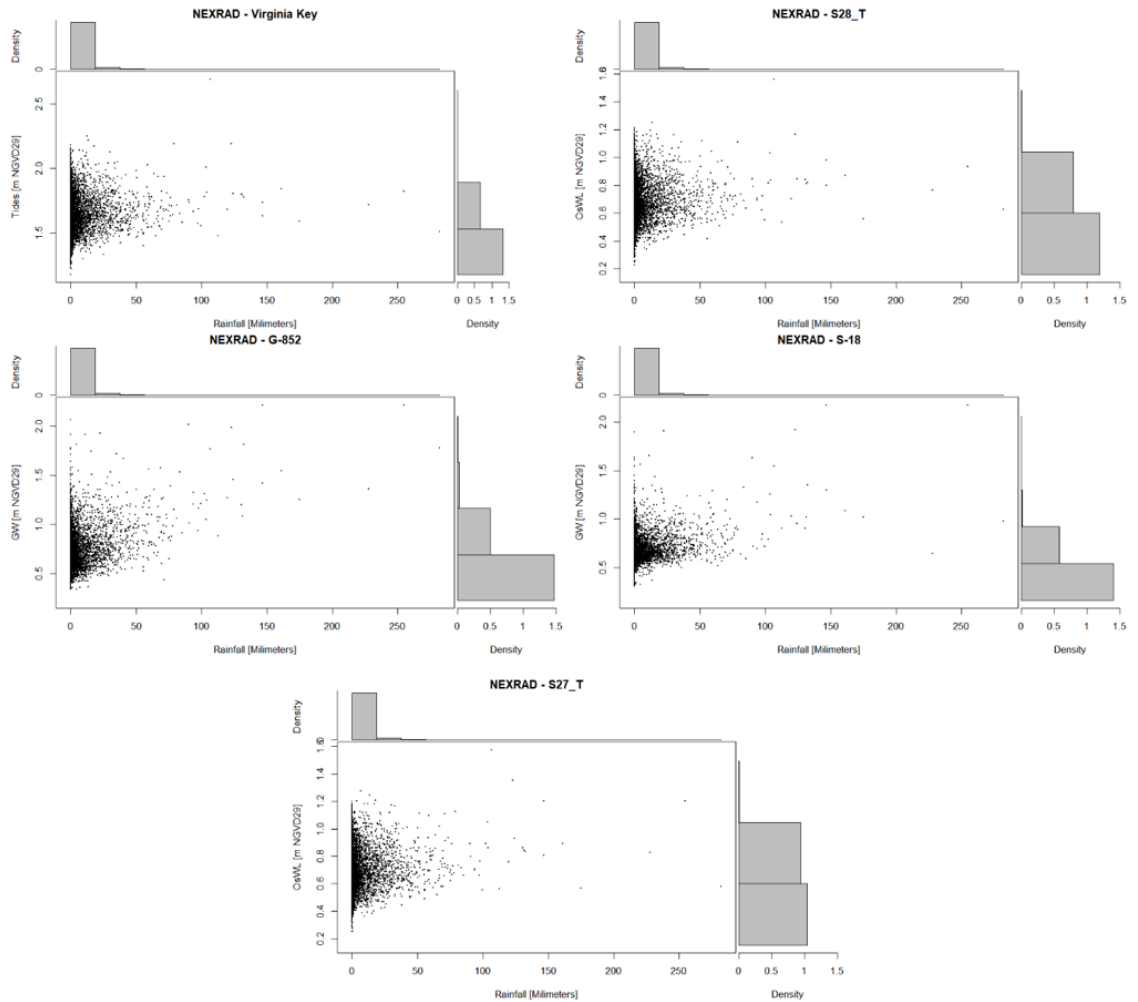 NEXRAD - Virginia Key
Density
0
Tides [m NGVD29]
2.5
2.0
1.5
0 50 100 150 200 250
Rainfall [Milimeters]
0 0.5 1 1.5
Density
NEXRAD - S28_T
Density
0
OsWL [m NGVD29]
1.6
1.4
1.2
1.0
0.8
0.6
0.4
0.2
0 50 100 150 200 250
Rainfall [Milimeters]
0 0.5 1 1.5
Density
NEXRAD - G-852
Density
0
GW [m NGVD29]
2.0
1.5
1.0
0.5
0 50 100 150 200 250
Rainfall [Milimeters]
0 0.5 1 1.5
Density
NEXRAD - S-18
Density
0
GW [m NGVD29]
2.0
1.5
1.0
0.5
0 50 100 150 200 250
Rainfall [Milimeters]
0 0.5 1 1.5
Density
NEXRAD - S27_T
Density
0
OsWL [m NGVD29]
1.6
1.4
1.2
1.0
0.8
0.6
0.4
0.2
0 50 100 150 200 250
Rainfall [Milimeters]
0 0.5 1 1.5
Density